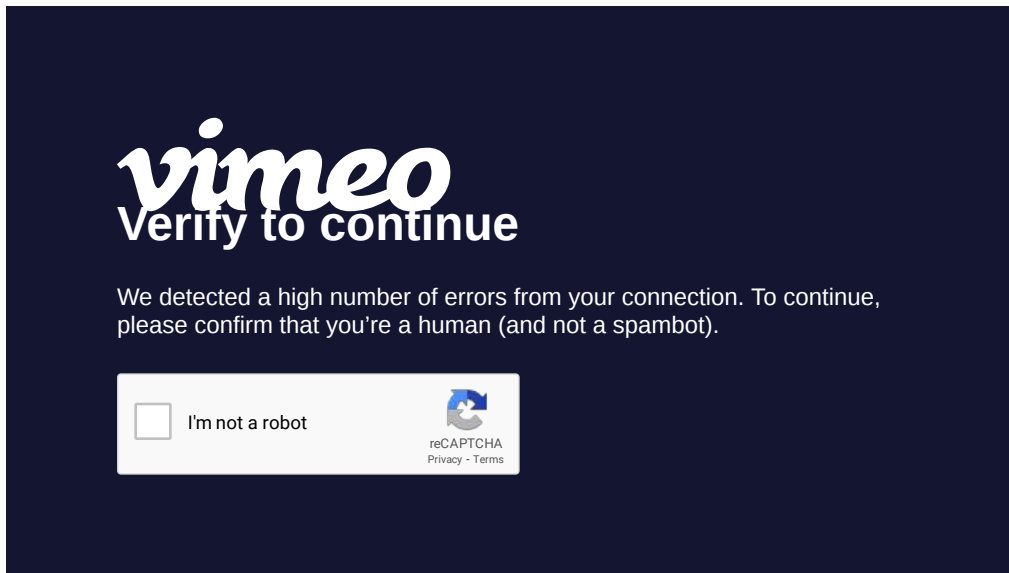 vimeo
Verify to continue
We detected a high number of errors from your connection. To continue,
please confirm that you’re a human (and not a spambot).
I'm not a robot
reCAPTCHA
Privacy - Terms